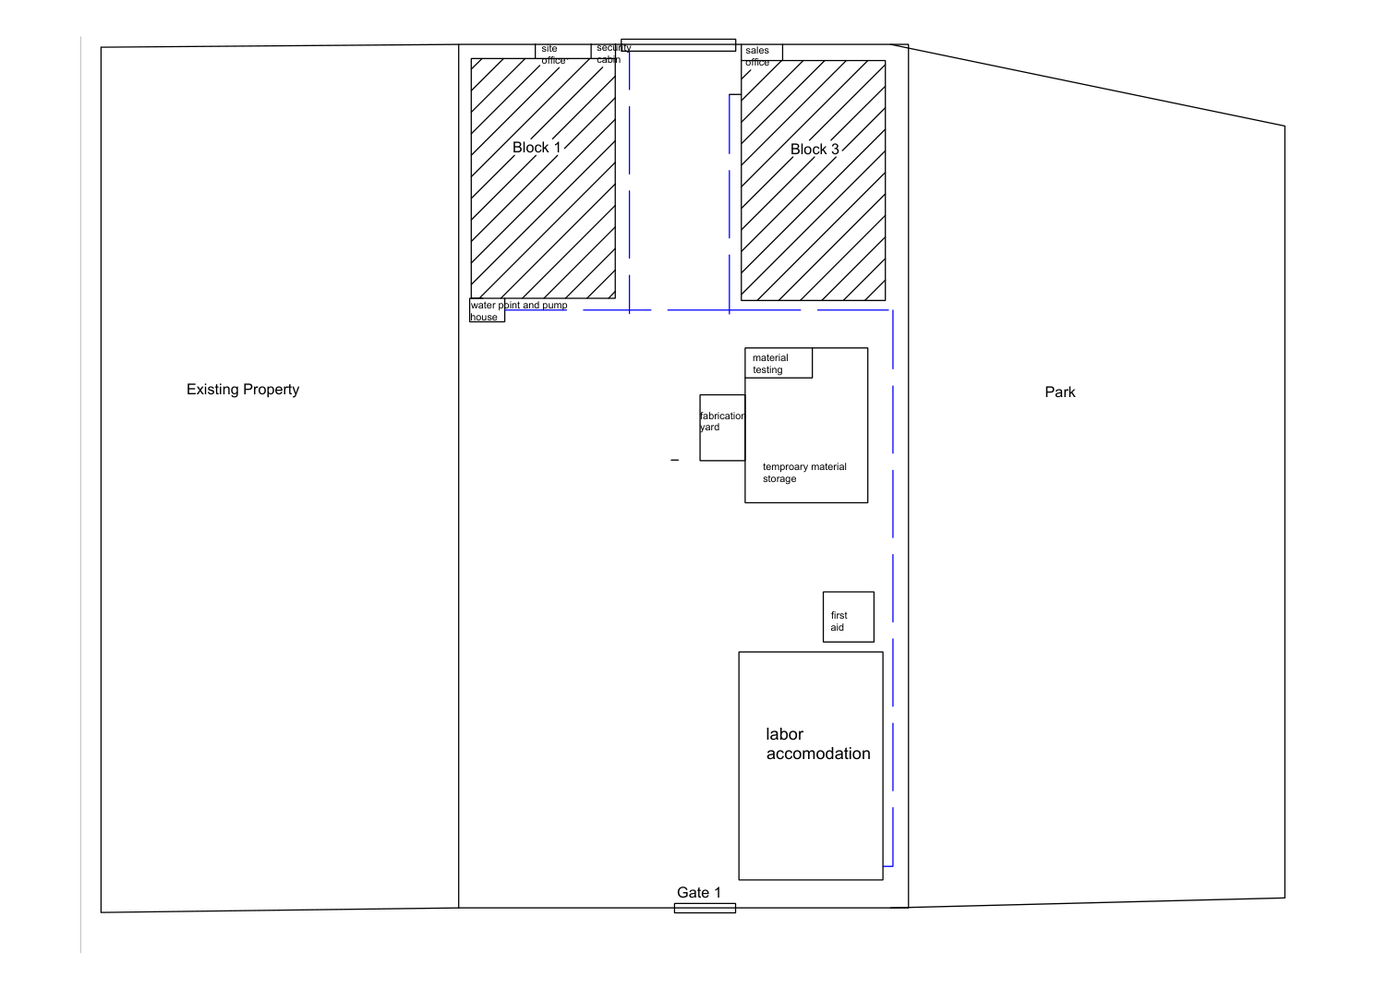 site
office
security
cabin
sales
office
Block 1
Block 3
water point and pump
house
material
testing
Existing Property
Park
fabrication
yard
temproary material
storage
first
aid
labor
accomodation
Gate 1